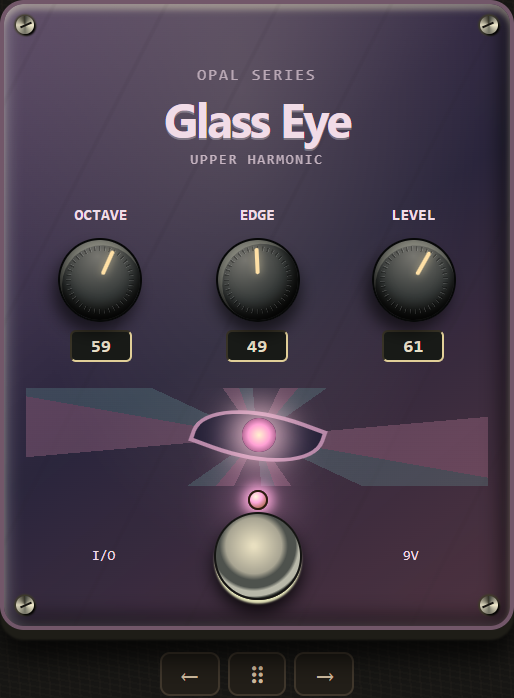 OPAL SERIES
Glass Eye
UPPER HARMONIC
OCTAVE EDGE LEVEL
59 49 61
I/O 9V
← ⠿ →